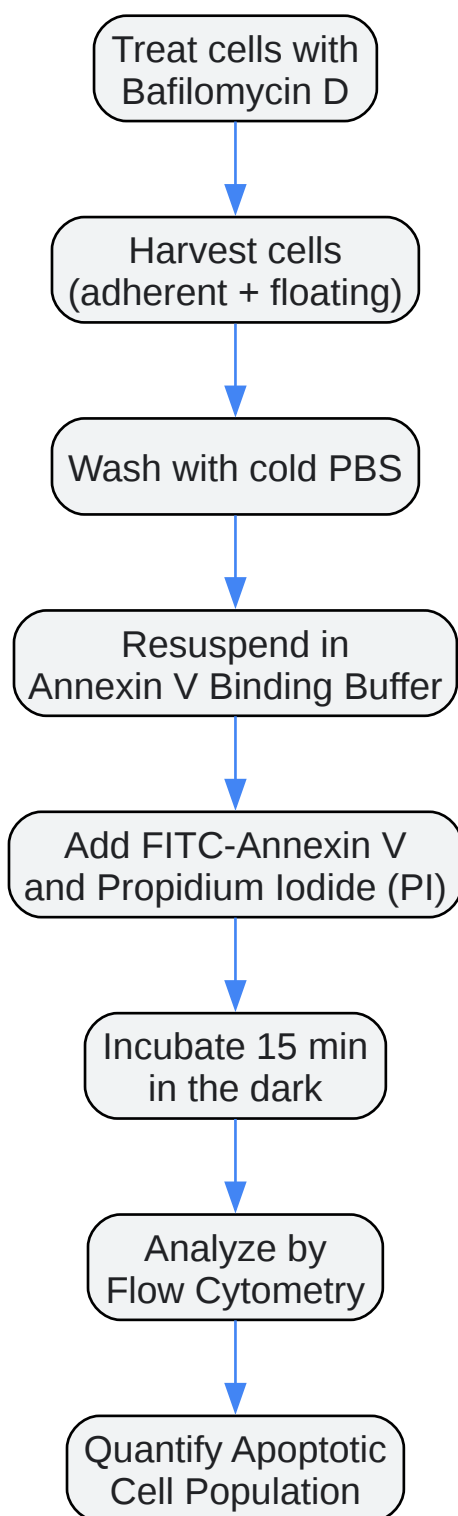 Treat cells with
Bafilomycin D
Harvest cells
(adherent + floating)
Wash with cold PBS
Resuspend in
Annexin V Binding Buffer
Add FITC-Annexin V
and Propidium Iodide (PI)
Incubate 15 min
in the dark
Analyze by
Flow Cytometry
Quantify Apoptotic
Cell Population